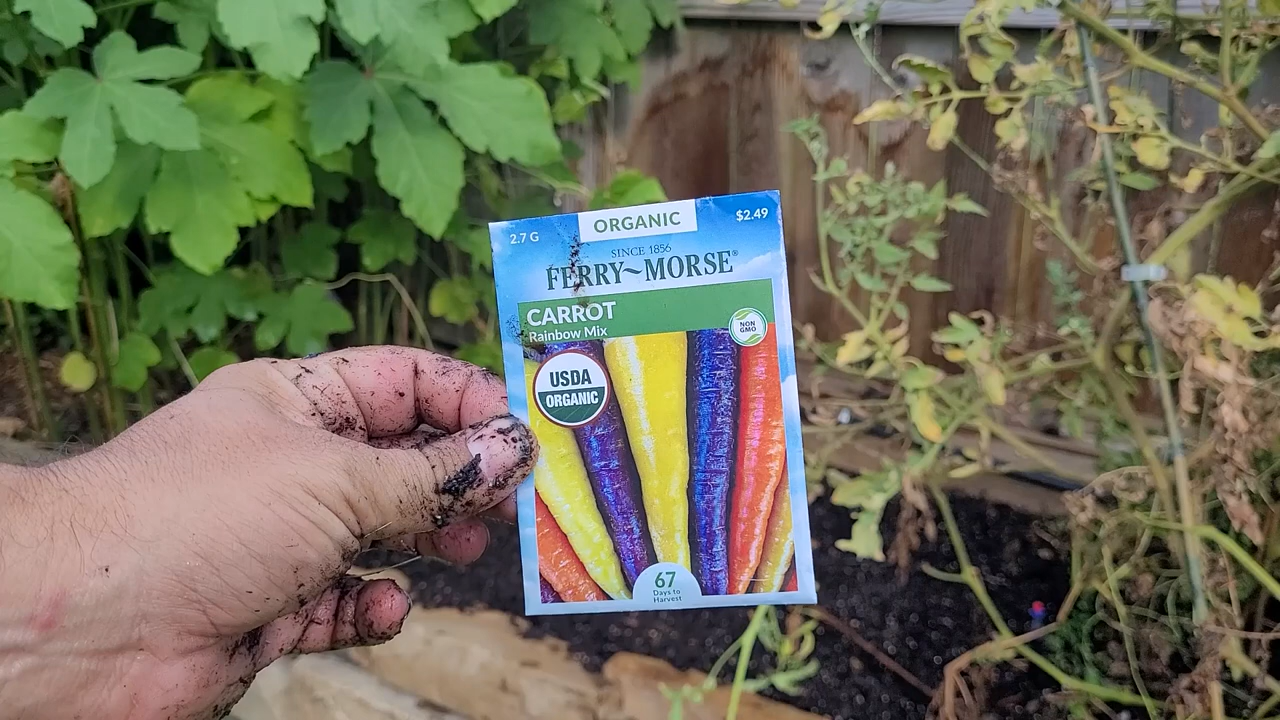 ORGANIC
2.7 G
$2.49
SINCE 1856
FERRY~MORSE®
CARROT
Rainbow Mix
NON
GMO
USDA
ORGANIC
67
Days to
Harvest